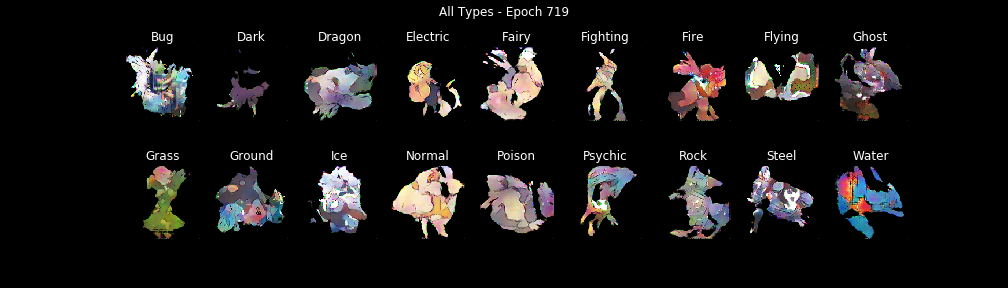 All Types - Epoch 719
Bug Dark Dragon Electric Fairy Fighting Fire Flying Ghost
Grass Ground Ice Normal Poison Psychic Rock Steel Water